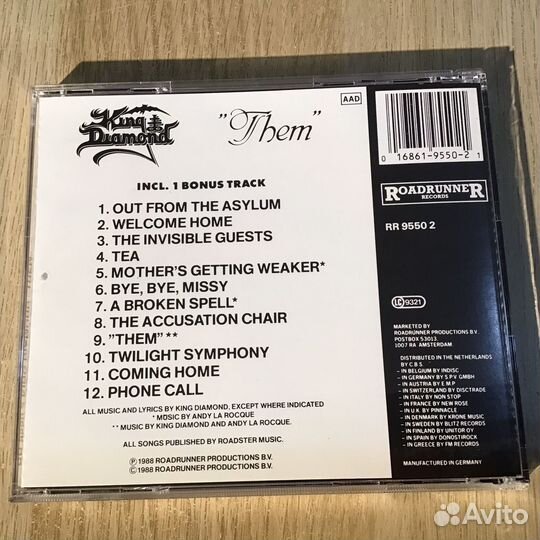 King Diamond
"Them"
AAD
0 16861-9550-2 1
ROADRUNNER
RECORDS
RR 9550 2
LC 9321
INCL. 1 BONUS TRACK
1. OUT FROM THE ASYLUM
2. WELCOME HOME
3. THE INVISIBLE GUESTS
4. TEA
5. MOTHER'S GETTING WEAKER*
6. BYE, BYE, MISSY
7. A BROKEN SPELL*
8. THE ACCUSATION CHAIR
9. "THEM"**
10. TWILIGHT SYMPHONY
11. COMING HOME
12. PHONE CALL
ALL MUSIC AND LYRICS BY KING DIAMOND, EXCEPT WHERE INDICATED
* MUSIC BY ANDY LA ROCQUE
** MUSIC BY KING DIAMOND AND ANDY LA ROCQUE.
ALL SONGS PUBLISHED BY ROADSTER MUSIC.
℗ 1988 ROADRUNNER PRODUCTIONS B.V.
© 1988 ROADRUNNER PRODUCTIONS B.V.
MARKETED BY
ROADRUNNER PRODUCTIONS B.V.
POSTBOX 53013
1007 RA AMSTERDAM
DISTRIBUTED IN THE NETHERLANDS
BY C B S
- IN BELGIUM BY INDISC
- IN GERMANY BY S P V GMBH
- IN AUSTRIA BY E M P
- IN SWITZERLAND BY DISCTRADE
- IN ITALY BY NON STOP
- IN FRANCE BY NEW ROSE
- IN U K BY PINNACLE
- IN DENMARK BY KRONE MUSIC
- IN SWEDEN BY BLITZ RECORDS
- IN FINLAND BY UNITOR OY
- IN SPAIN BY DONOSTIROCK
- IN GREECE BY FM RECORDS
MANUFACTURED IN GERMANY
Avito